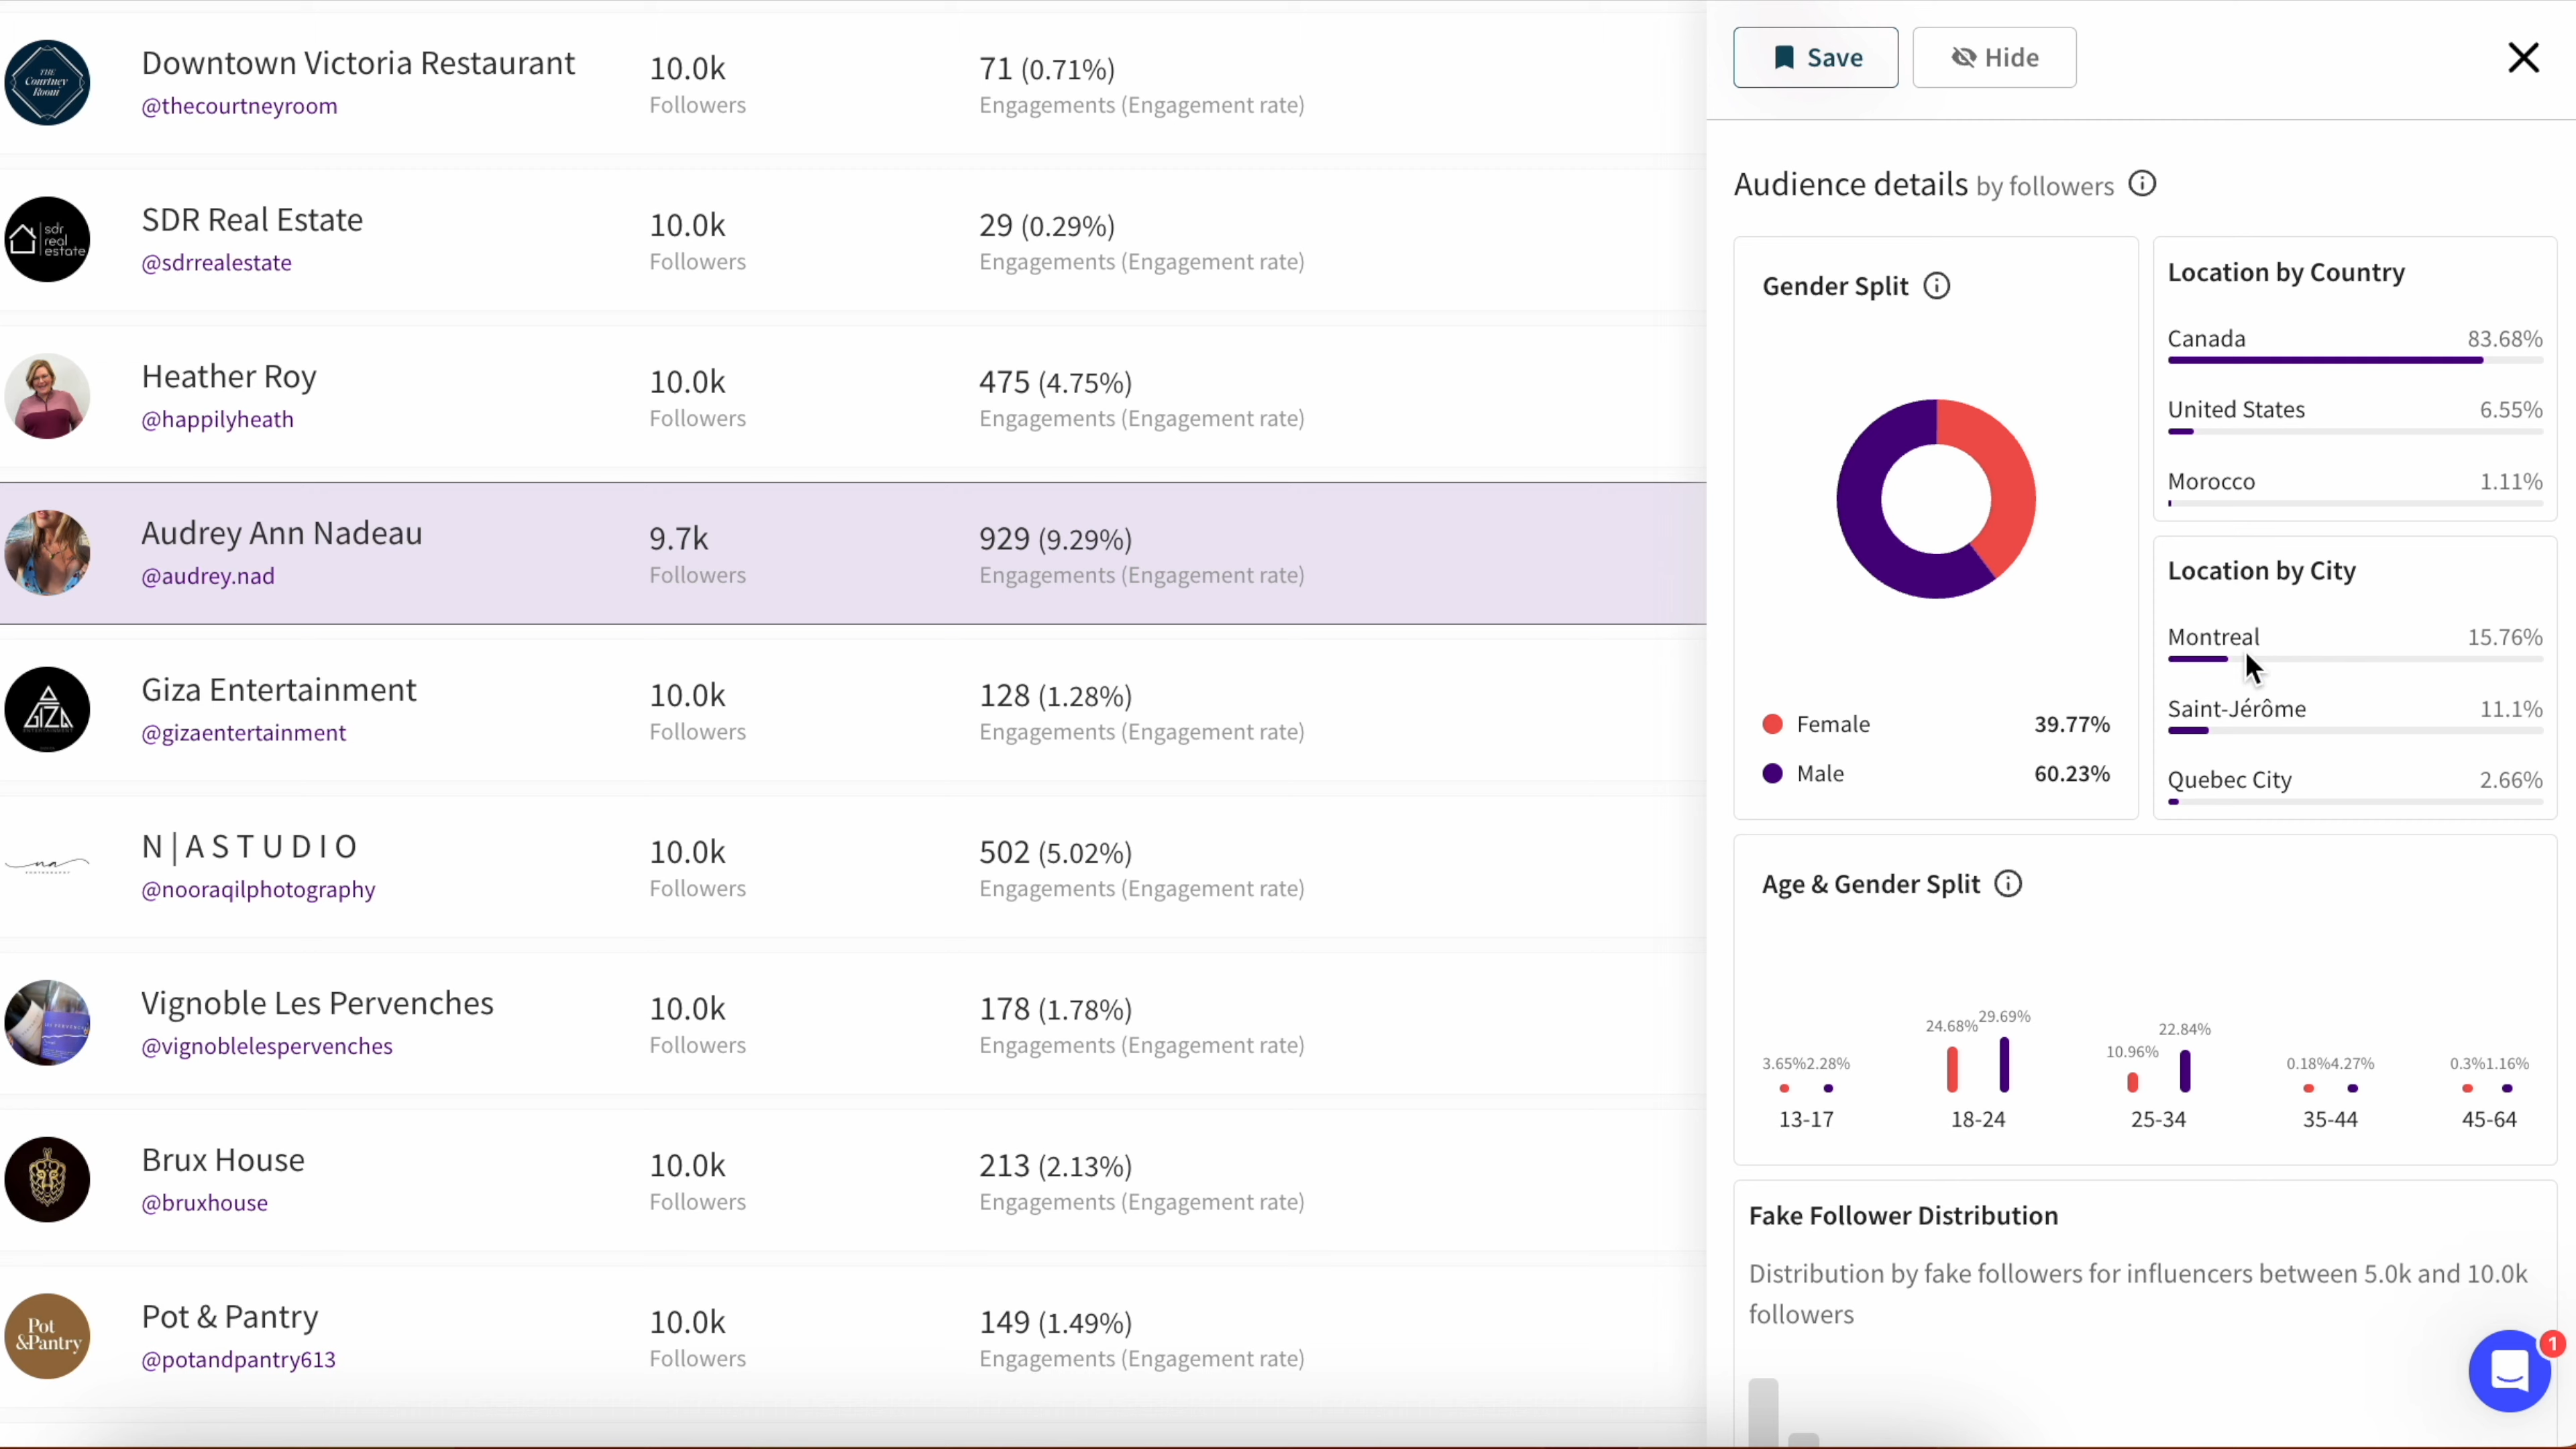 Downtown Victoria Restaurant
@thecourtneyroom
10.0k
Followers
71 (0.71%)
Engagements (Engagement rate)
THE
Courtney
Room
SDR Real Estate
@sdrrealestate
10.0k
Followers
29 (0.29%)
Engagements (Engagement rate)
sdr
real
estate
Heather Roy
@happilyheath
10.0k
Followers
475 (4.75%)
Engagements (Engagement rate)
Audrey Ann Nadeau
@audrey.nad
9.7k
Followers
929 (9.29%)
Engagements (Engagement rate)
Giza Entertainment
@gizaentertainment
10.0k
Followers
128 (1.28%)
Engagements (Engagement rate)
GIZA
N | A S T U D I O
@nooraqilphotography
10.0k
Followers
502 (5.02%)
Engagements (Engagement rate)
Vignoble Les Pervenches
@vignoblelespervenches
10.0k
Followers
178 (1.78%)
Engagements (Engagement rate)
Brux House
@bruxhouse
10.0k
Followers
213 (2.13%)
Engagements (Engagement rate)
Pot
&Pantry
Pot & Pantry
@potandpantry613
10.0k
Followers
149 (1.49%)
Engagements (Engagement rate)
Save
Hide
Audience details by followers
Gender Split
Female 39.77%
Male 60.23%
Location by Country
Canada 83.68%
United States 6.55%
Morocco 1.11%
Location by City
Montreal 15.76%
Saint-Jérôme 11.1%
Quebec City 2.66%
Age & Gender Split
3.65% 2.28%
13-17
24.68% 29.69%
18-24
10.96% 22.84%
25-34
0.18% 4.27%
35-44
0.3% 1.16%
45-64
Fake Follower Distribution
Distribution by fake followers for influencers between 5.0k and 10.0k
followers
1